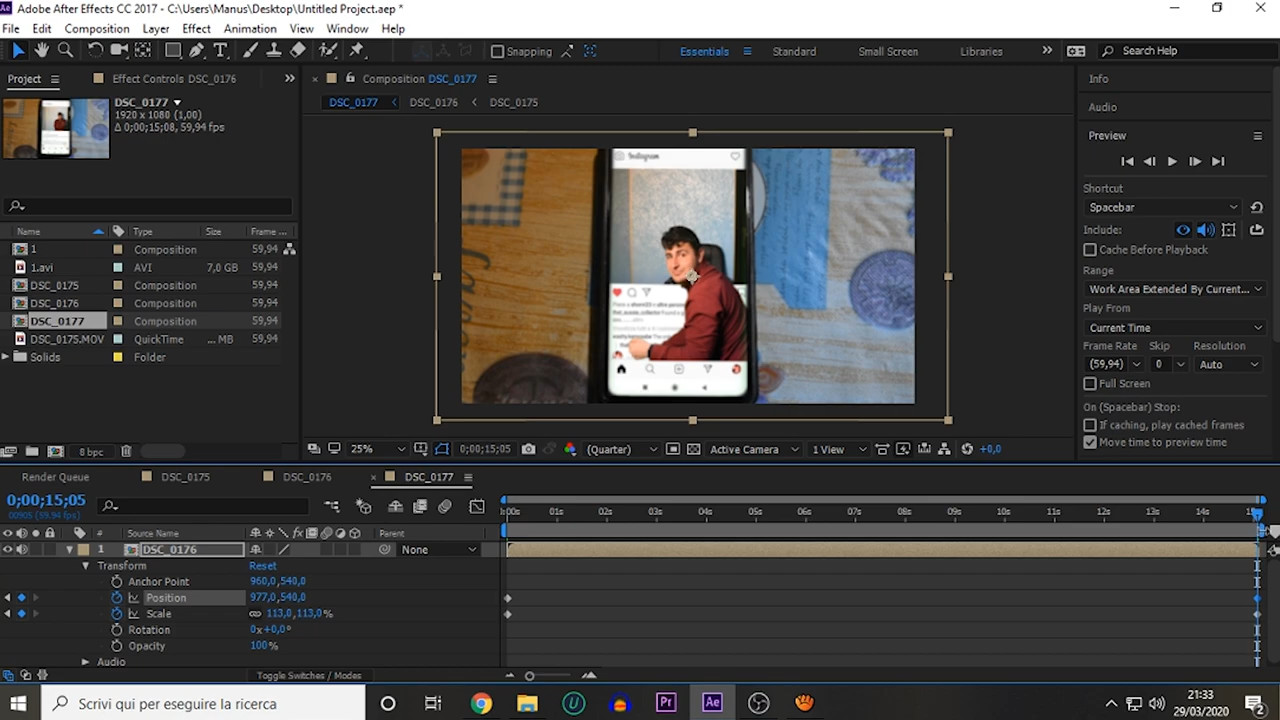 Adobe After Effects CC 2017 - C:\Users\Manus\Desktop\Untitled Project.aep *
File Edit Composition Layer Effect Animation View Window Help
Snapping Essentials Standard Small Screen Libraries Search Help
Project Effect Controls DSC_0176
Composition DSC_0177
DSC_0177 DSC_0176 DSC_0175
DSC_0177
1920 x 1080 (1,00)
Δ 0;00;15;08, 59,94 fps
Name Type Size Frame ...
1 Composition 59,94
1.avi AVI 7,0 GB 59,94
DSC_0175 Composition 59,94
DSC_0176 Composition 59,94
DSC_0177 Composition 59,94
DSC_0175.MOV QuickTime ... MB 59,94
Solids Folder
8 bpc
Instagram
25% 0;00;15;05 (Quarter) Active Camera 1 View +0,0
Info
Audio
Preview
Shortcut
Spacebar
Include:
Cache Before Playback
Range
Work Area Extended By Current...
Play From
Current Time
Frame Rate Skip Resolution
(59,94) 0 Auto
Full Screen
On (Spacebar) Stop:
If caching, play cached frames
Move time to preview time
Render Queue DSC_0175 DSC_0176 DSC_0177
0;00;15;05
00905 (59.94 fps)
:00s 01s 02s 03s 04s 05s 06s 07s 08s 09s 10s 11s 12s 13s 14s 15
# Source Name Parent
1 DSC_0176 None
Transform Reset
Anchor Point 960,0,540,0
Position 977,0,540,0
Scale 113,0,113,0%
Rotation 0x+0,0°
Opacity 100%
Audio
Toggle Switches / Modes
Scrivi qui per eseguire la ricerca
Pr
Ae
21:33
29/03/2020
2